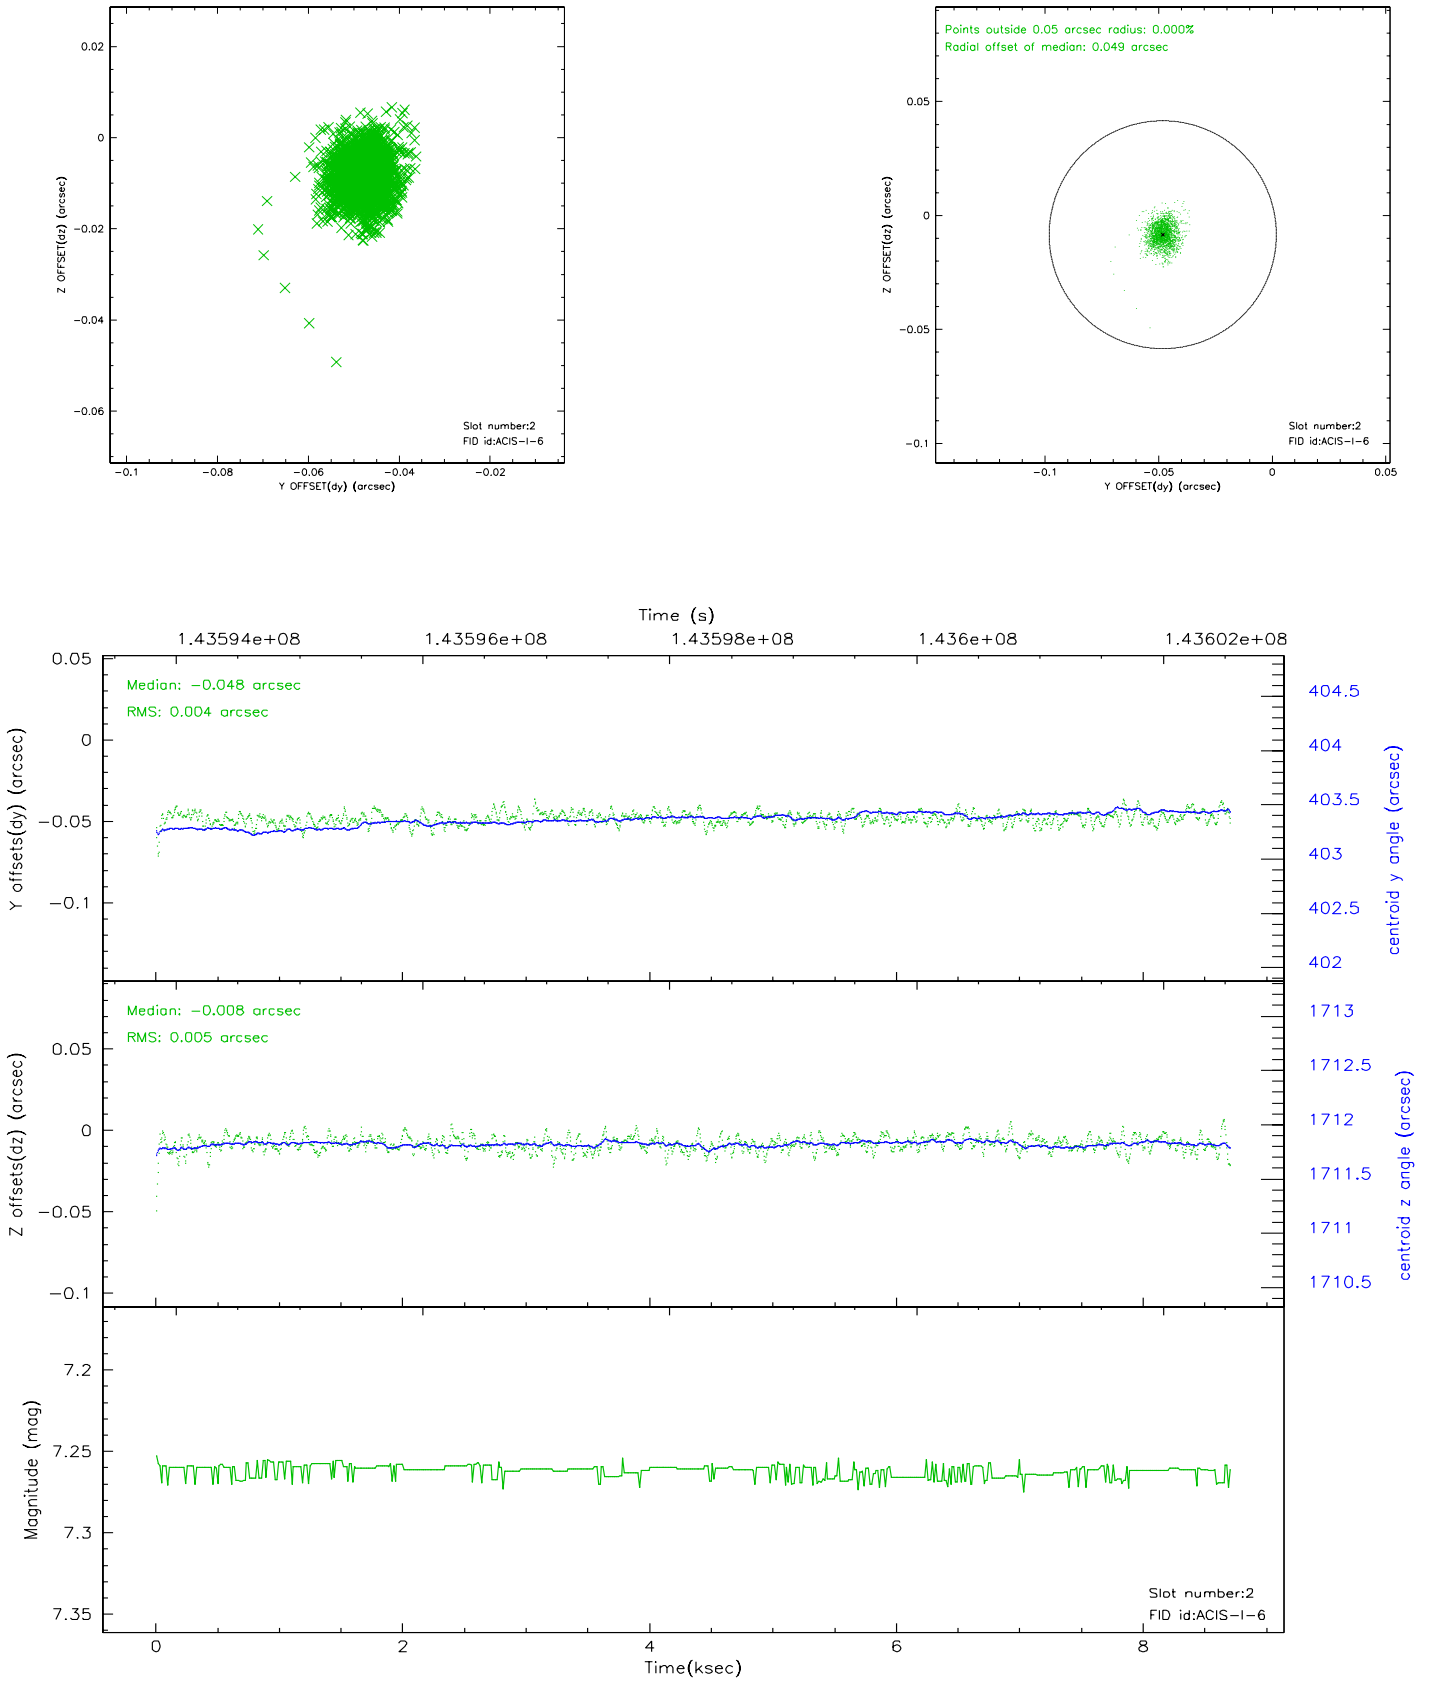 0.02
0
-0.02
-0.04
-0.06
Z OFFSET(dz) (arcsec)
-0.1
-0.08
-0.06
-0.04
-0.02
Y OFFSET(dy) (arcsec)
Slot number:2
FID id:ACIS-I-6
Points outside 0.05 arcsec radius: 0.000%
Radial offset of median: 0.049 arcsec
0.05
0
-0.05
-0.1
Z OFFSET(dz) (arcsec)
-0.1
-0.05
0
0.05
Y OFFSET(dy) (arcsec)
Slot number:2
FID id:ACIS-I-6
Time (s)
1.43594e+08
1.43596e+08
1.43598e+08
1.436e+08
1.43602e+08
Median: -0.048 arcsec
RMS: 0.004 arcsec
0.05
0
-0.05
-0.1
Y offsets(dy) (arcsec)
404.5
404
403.5
403
402.5
402
centroid y angle (arcsec)
Median: -0.008 arcsec
RMS: 0.005 arcsec
0.05
0
-0.05
-0.1
Z offsets(dz) (arcsec)
1713
1712.5
1712
1711.5
1711
1710.5
centroid z angle (arcsec)
7.2
7.25
7.3
7.35
Magnitude (mag)
Slot number:2
FID id:ACIS-I-6
0
2
4
6
8
Time(ksec)